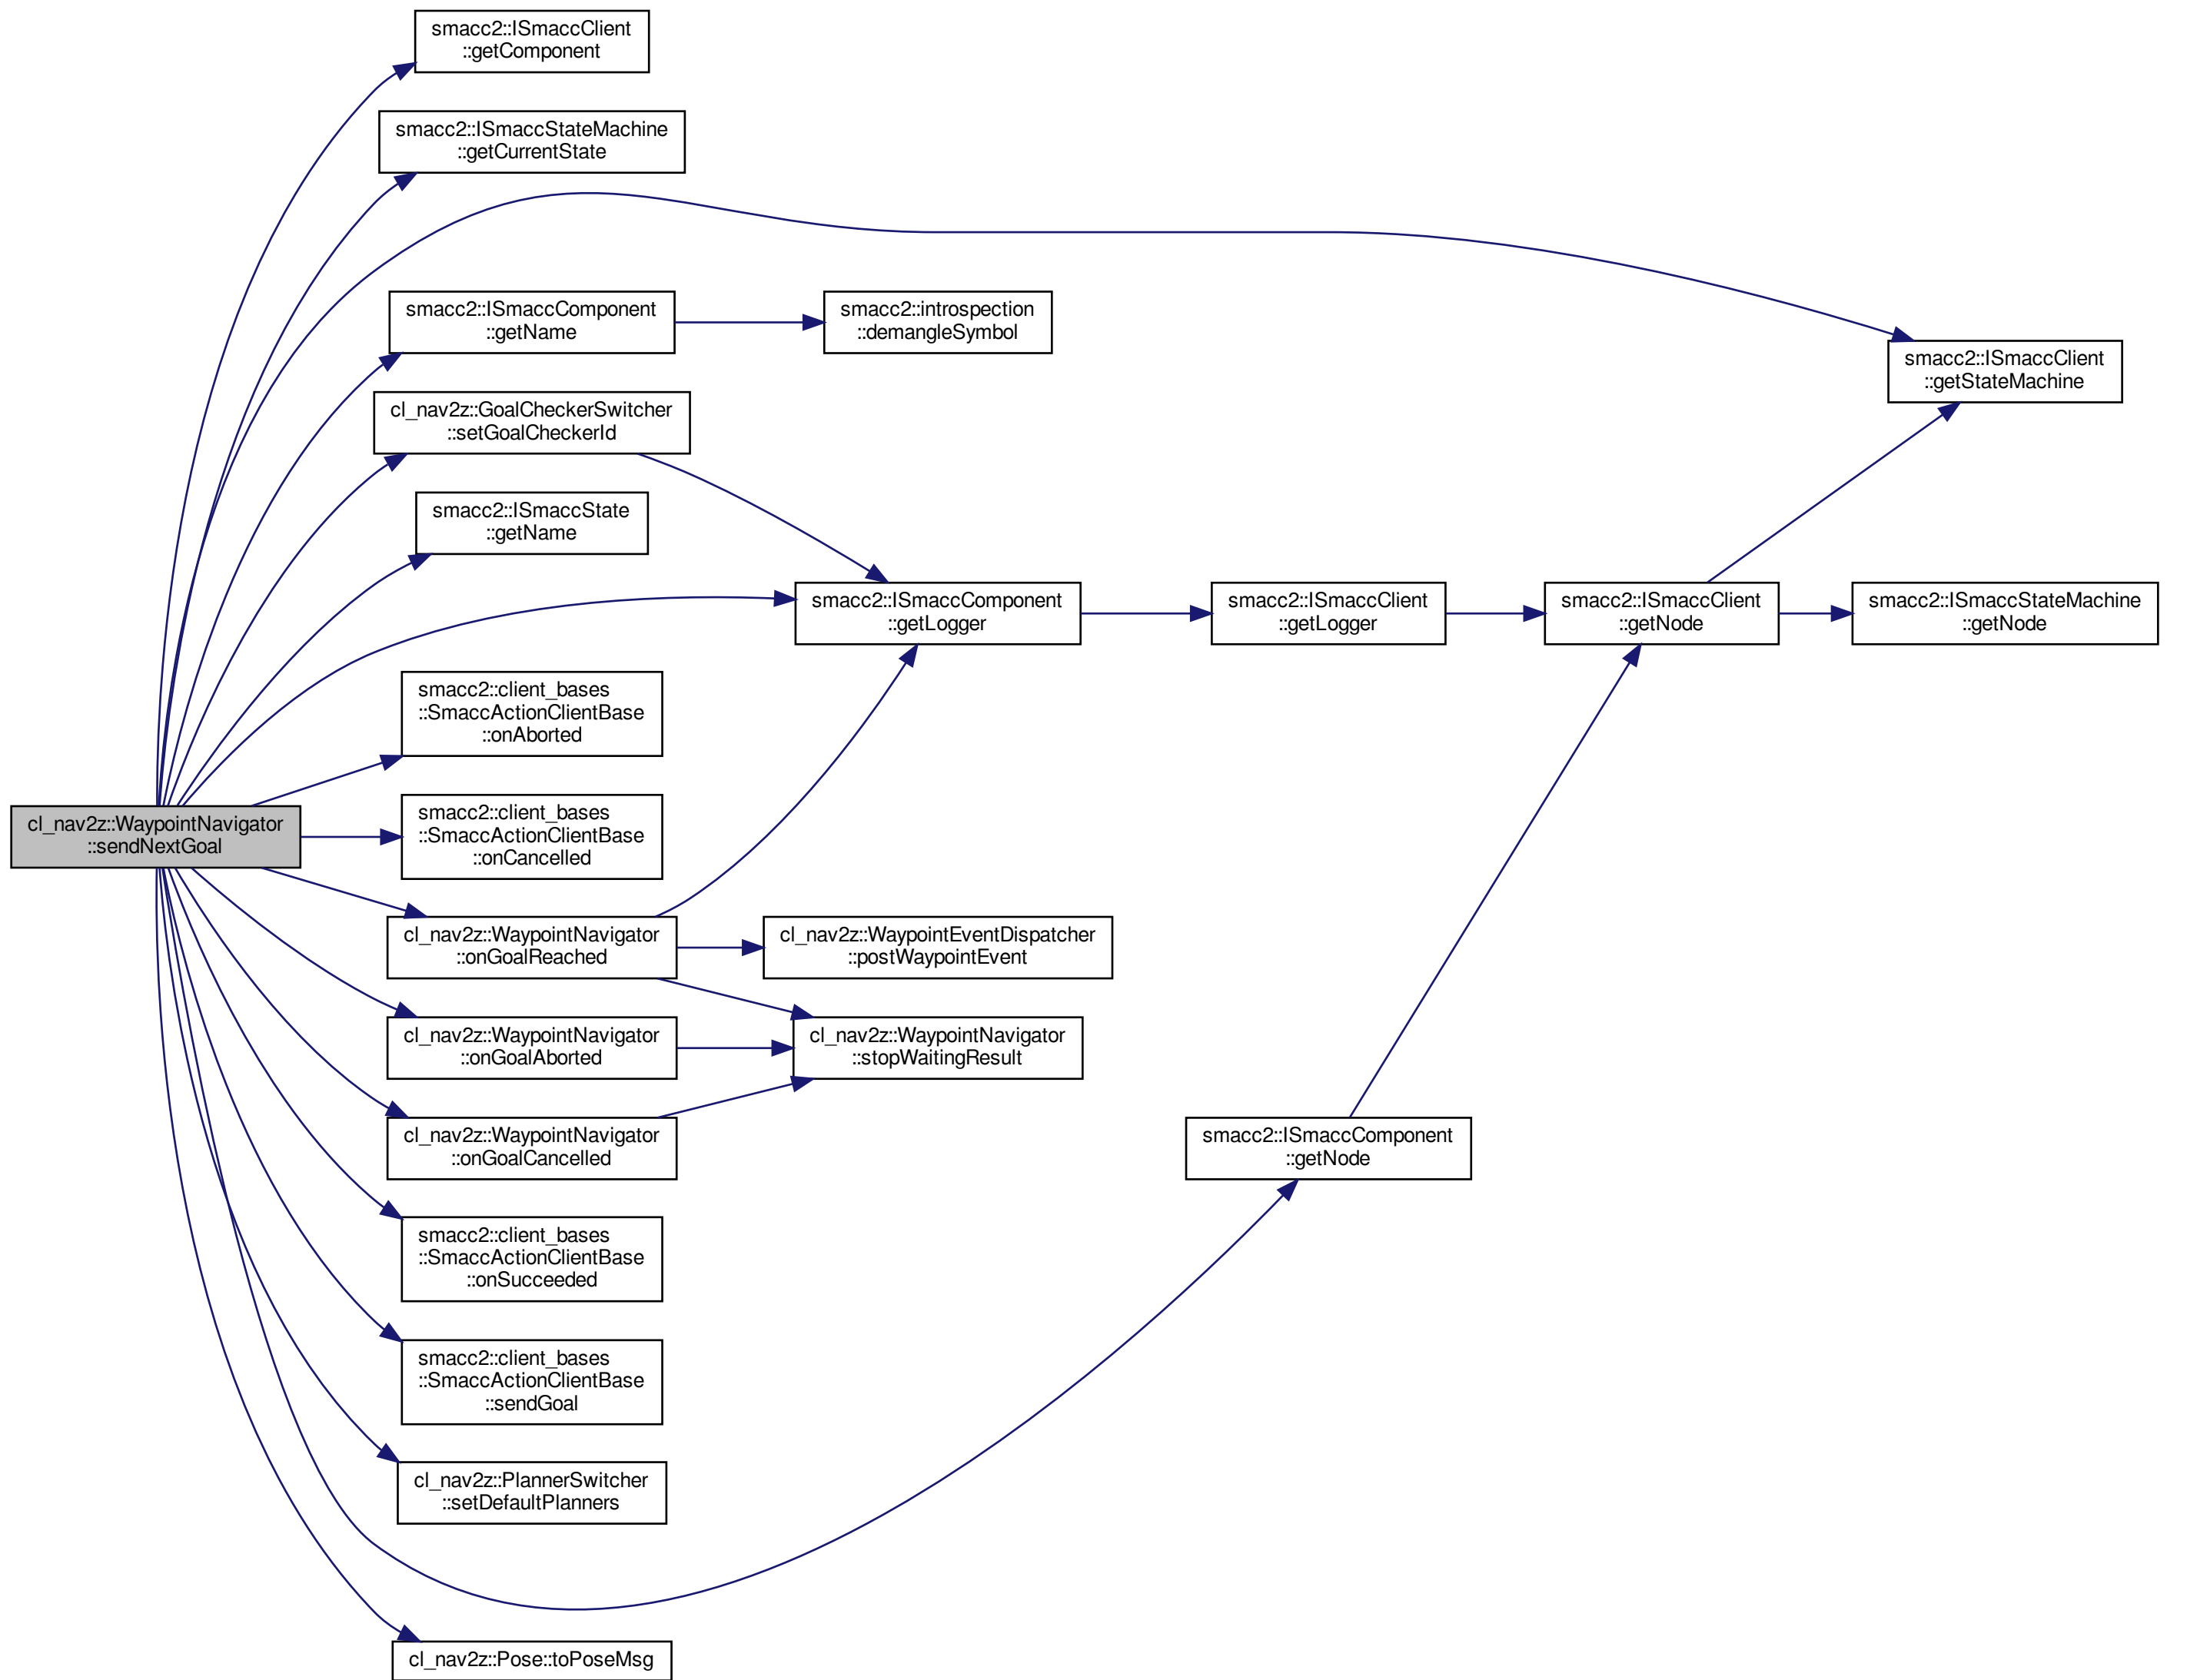 smacc2::ISmaccClient
::getComponent
smacc2::ISmaccStateMachine
::getCurrentState
smacc2::ISmaccComponent
::getName
smacc2::introspection
::demangleSymbol
smacc2::ISmaccClient
::getStateMachine
cl_nav2z::GoalCheckerSwitcher
::setGoalCheckerId
smacc2::ISmaccState
::getName
smacc2::ISmaccComponent
::getLogger
smacc2::ISmaccClient
::getLogger
smacc2::ISmaccClient
::getNode
smacc2::ISmaccStateMachine
::getNode
smacc2::client_bases
::SmaccActionClientBase
::onAborted
cl_nav2z::WaypointNavigator
::sendNextGoal
smacc2::client_bases
::SmaccActionClientBase
::onCancelled
cl_nav2z::WaypointNavigator
::onGoalReached
cl_nav2z::WaypointEventDispatcher
::postWaypointEvent
cl_nav2z::WaypointNavigator
::onGoalAborted
cl_nav2z::WaypointNavigator
::stopWaitingResult
cl_nav2z::WaypointNavigator
::onGoalCancelled
smacc2::ISmaccComponent
::getNode
smacc2::client_bases
::SmaccActionClientBase
::onSucceeded
smacc2::client_bases
::SmaccActionClientBase
::sendGoal
cl_nav2z::PlannerSwitcher
::setDefaultPlanners
cl_nav2z::Pose::toPoseMsg